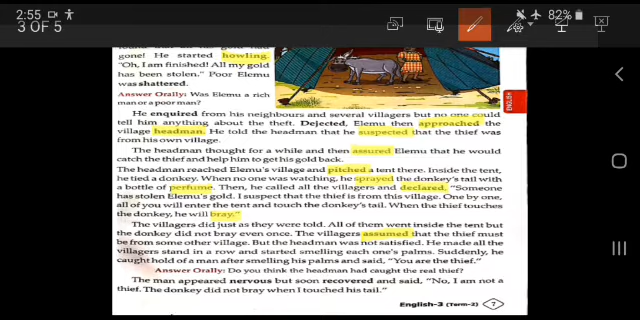 2:55
82%
3 OF 5
found that all his gold had
gone! He started howling.
"Oh, I am finished! All my gold
has been stolen." Poor Elemu
was shattered.
Answer Orally: Was Elemu a rich
man or a poor man?
ENGLISH
He enquired from his neighbours and several villagers but no one could
tell him anything about the theft. Dejected, Elemu then approached the
village headman. He told the headman that he suspected that the thief was
from his own village.
The headman thought for a while and then assured Elemu that he would
catch the thief and help him to get his gold back.
The headman reached Elemu's village and pitched a tent there. Inside the tent,
he tied a donkey. When no one was watching, he sprayed the donkey's tail with
a bottle of perfume. Then, he called all the villagers and declared, "Someone
has stolen Elemu's gold. I suspect that the thief is from this village. One by one,
all of you will enter the tent and touch the donkey's tail. When the thief touches
the donkey, he will bray."
The villagers did just as they were told. All of them went inside the tent but
the donkey did not bray even once. The villagers assumed that the thief must
be from some other village. But the headman was not satisfied. He made all the
villagers stand in a row and started smelling each one's palms. Suddenly, he
caught hold of a man after smelling his palms and said, "You are the thief."
Answer Orally: Do you think the headman had caught the real thief?
The man appeared nervous but soon recovered and said, "No, I am not a
thief. The donkey did not bray when I touched his tail."
English-3 (Term-2) 7